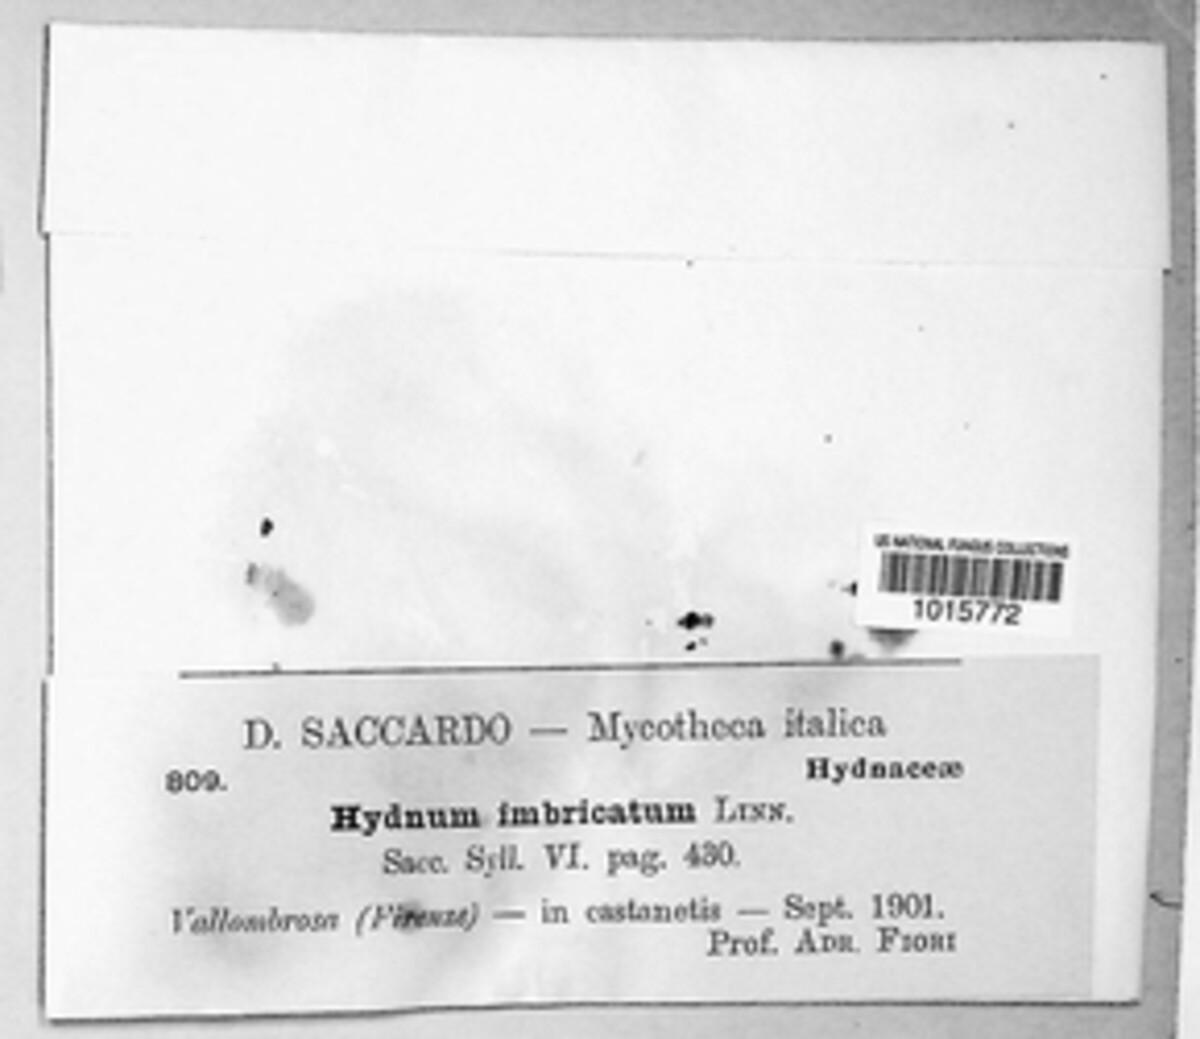 US NATIONAL FUNGUS COLLECTIONS
1015772
D. SACCARDO — Mycotheca italica
809.
Hydnaceæ
Hydnum imbricatum LINN.
Sacc. Syll. VI. pag. 430.
Vallombrosa (Firenze) — in castanetis — Sept. 1901.
Prof. ADR. FIORI